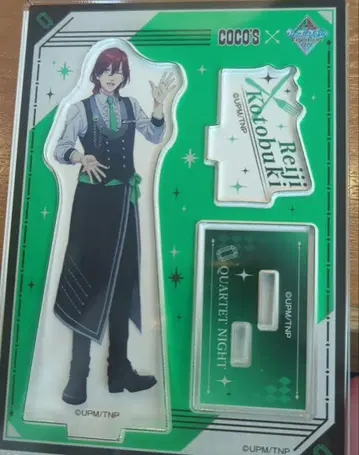 COCO'S ×
©UPM/TNP
Reiji
Kotobuki
QUARTET NIGHT
©UPM/TNP
©UPM/TNP
©UPM/TNP